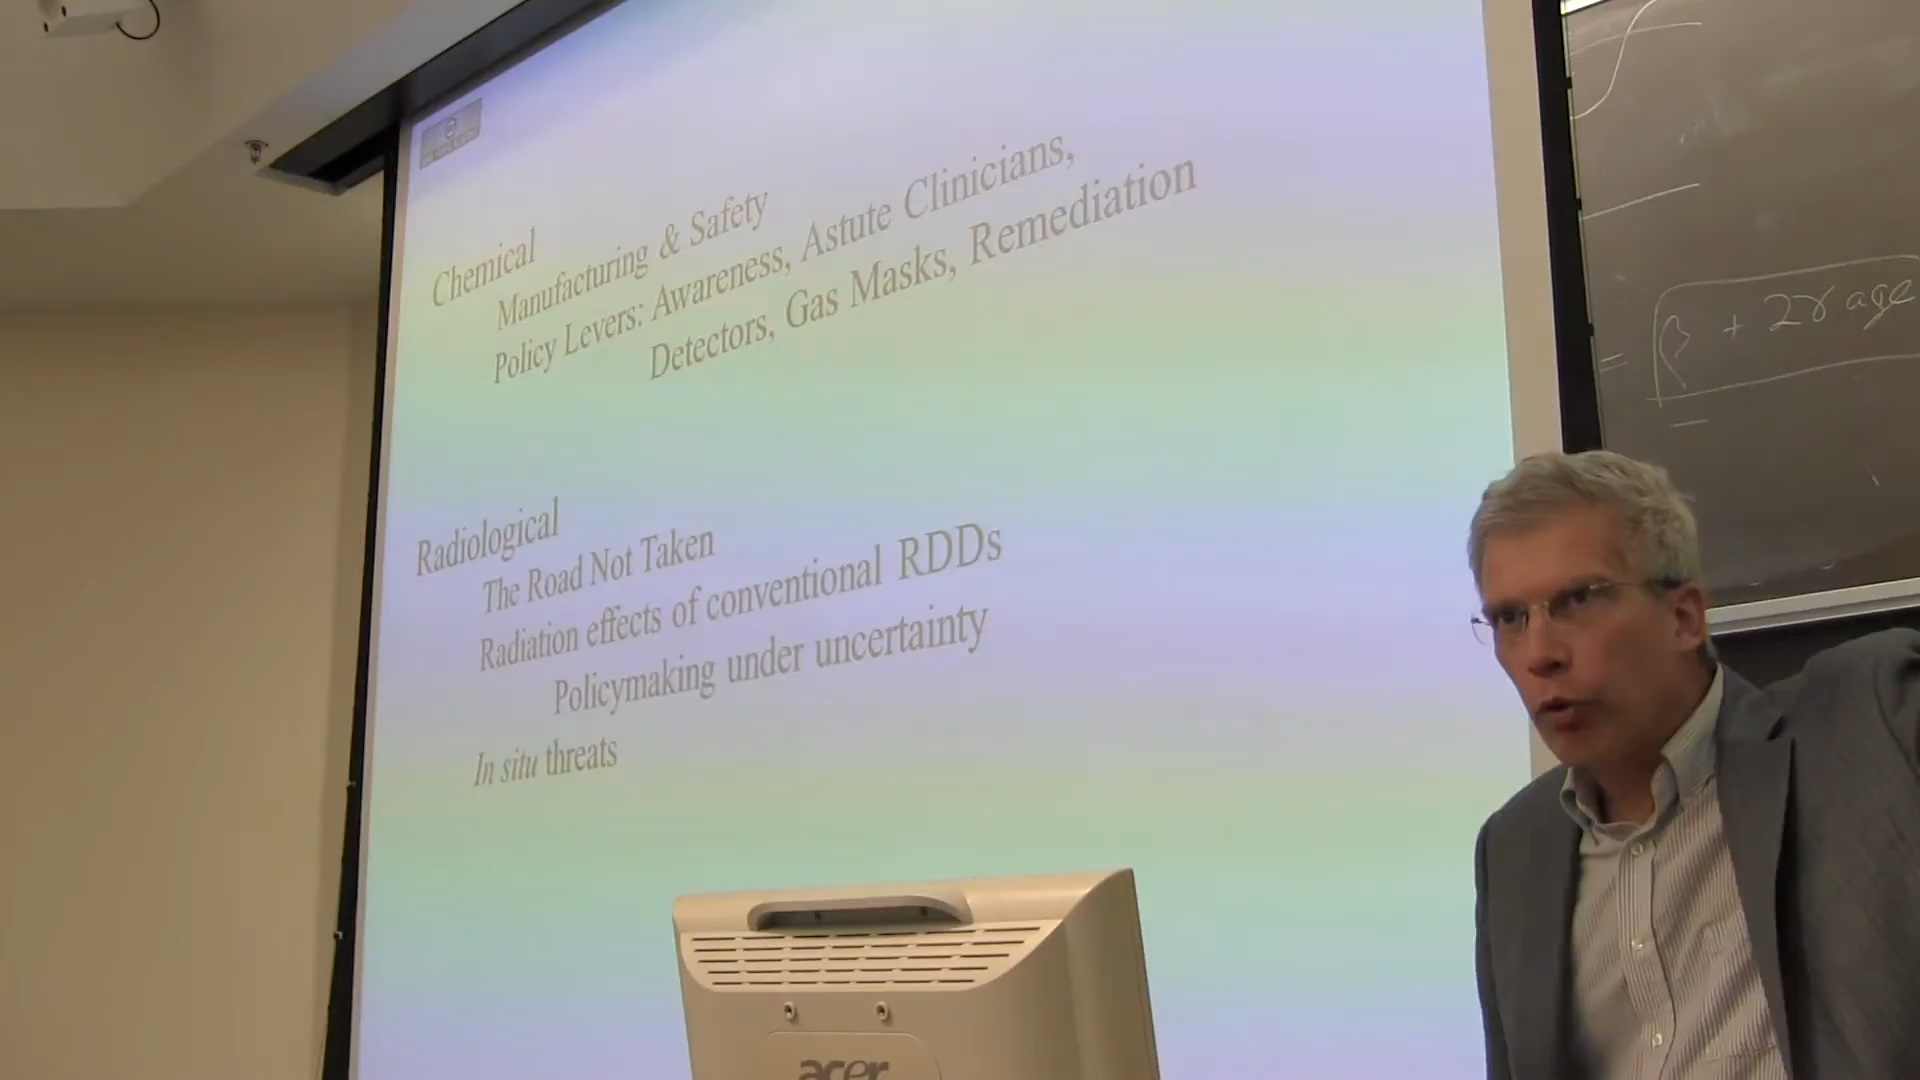 Chemical
Manufacturing & Safety
Policy Levers: Awareness, Astute Clinicians,
Detectors, Gas Masks, Remediation
Radiological
The Road Not Taken
Radiation effects of conventional RDDs
Policymaking under uncertainty
In situ threats
= β + 2γ age
acer